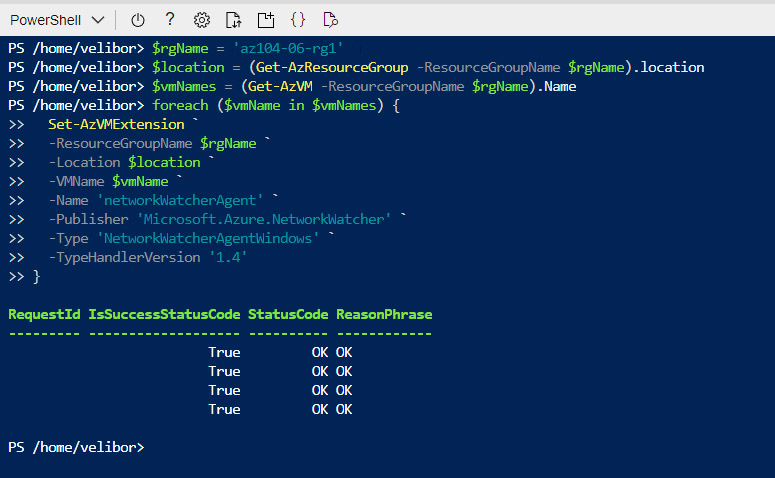 PowerShell ? {}
PS /home/velibor> $rgName = 'az104-06-rg1'
PS /home/velibor> $location = (Get-AzResourceGroup -ResourceGroupName $rgName).location
PS /home/velibor> $vmNames = (Get-AzVM -ResourceGroupName $rgName).Name
PS /home/velibor> foreach ($vmName in $vmNames) {
>>   Set-AzVMExtension `
>>   -ResourceGroupName $rgName `
>>   -Location $location `
>>   -VMName $vmName `
>>   -Name 'networkWatcherAgent' `
>>   -Publisher 'Microsoft.Azure.NetworkWatcher' `
>>   -Type 'NetworkWatcherAgentWindows' `
>>   -TypeHandlerVersion '1.4'
>> }
RequestId IsSuccessStatusCode StatusCode ReasonPhrase
--------- ------------------- ---------- ------------
                         True         OK OK
                         True         OK OK
                         True         OK OK
                         True         OK OK
PS /home/velibor>